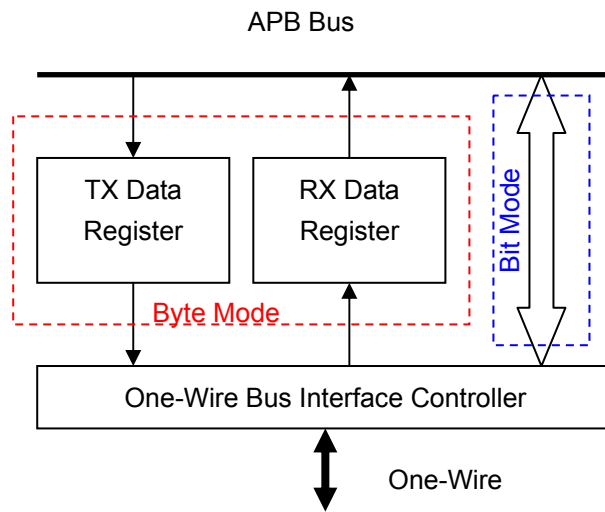 APB Bus
TX Data
Register
RX Data
Register
Bit Mode
Byte Mode
One-Wire Bus Interface Controller
One-Wire